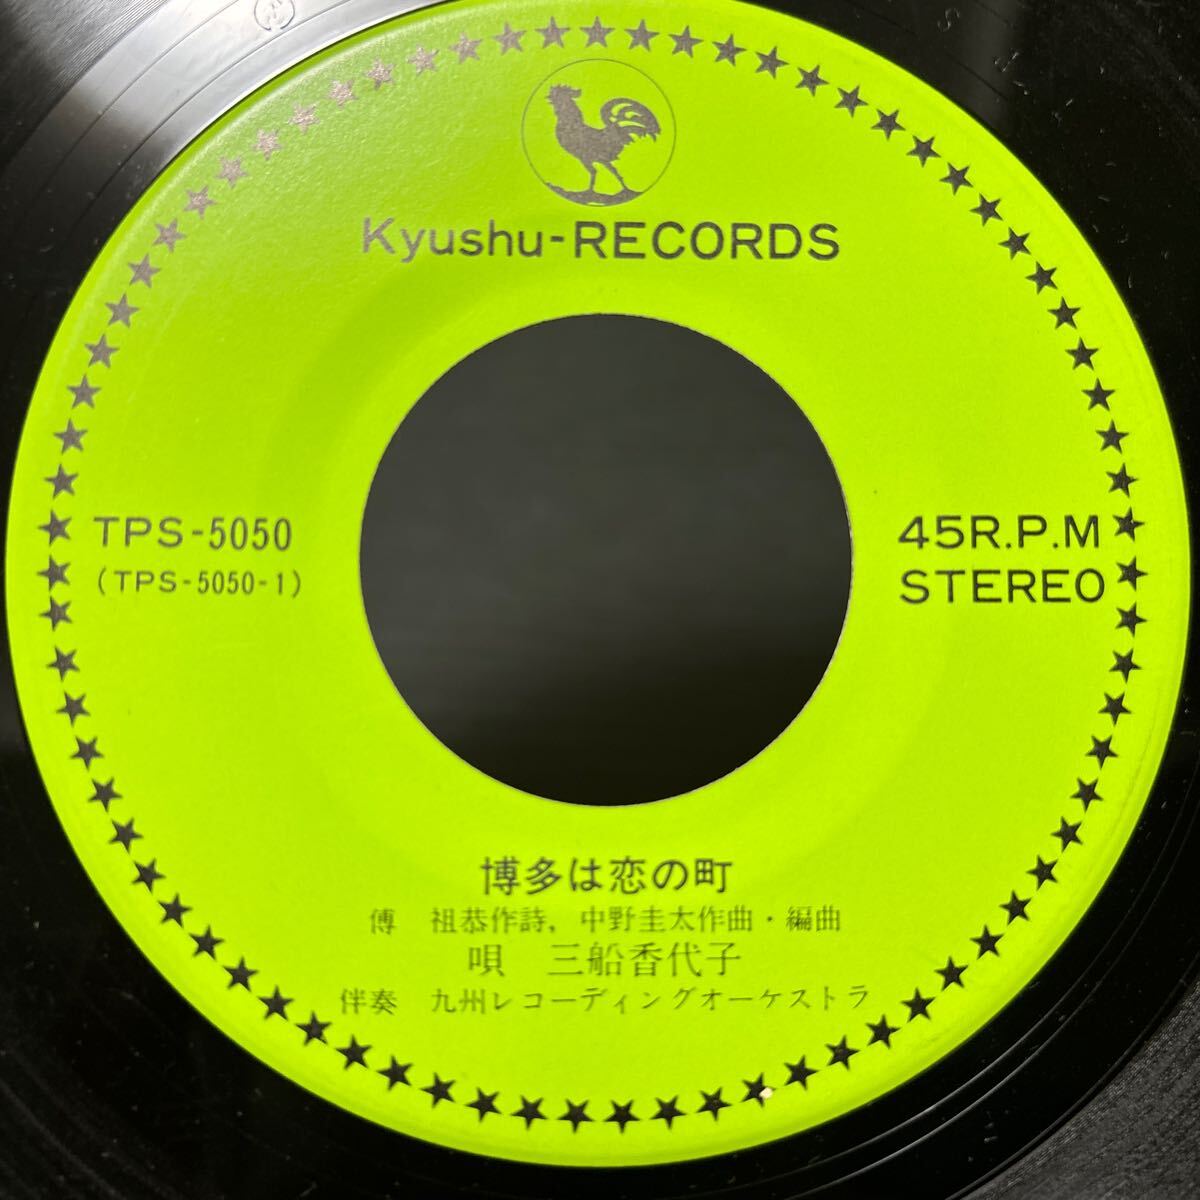 Kyushu-RECORDS
TPS-5050
(TPS-5050-1)
45R.P.M
STEREO
博多は恋の町
傅 祖恭作詩,中野圭太作曲・編曲
唄 三船香代子
伴奏 九州レコーディングオーケストラ